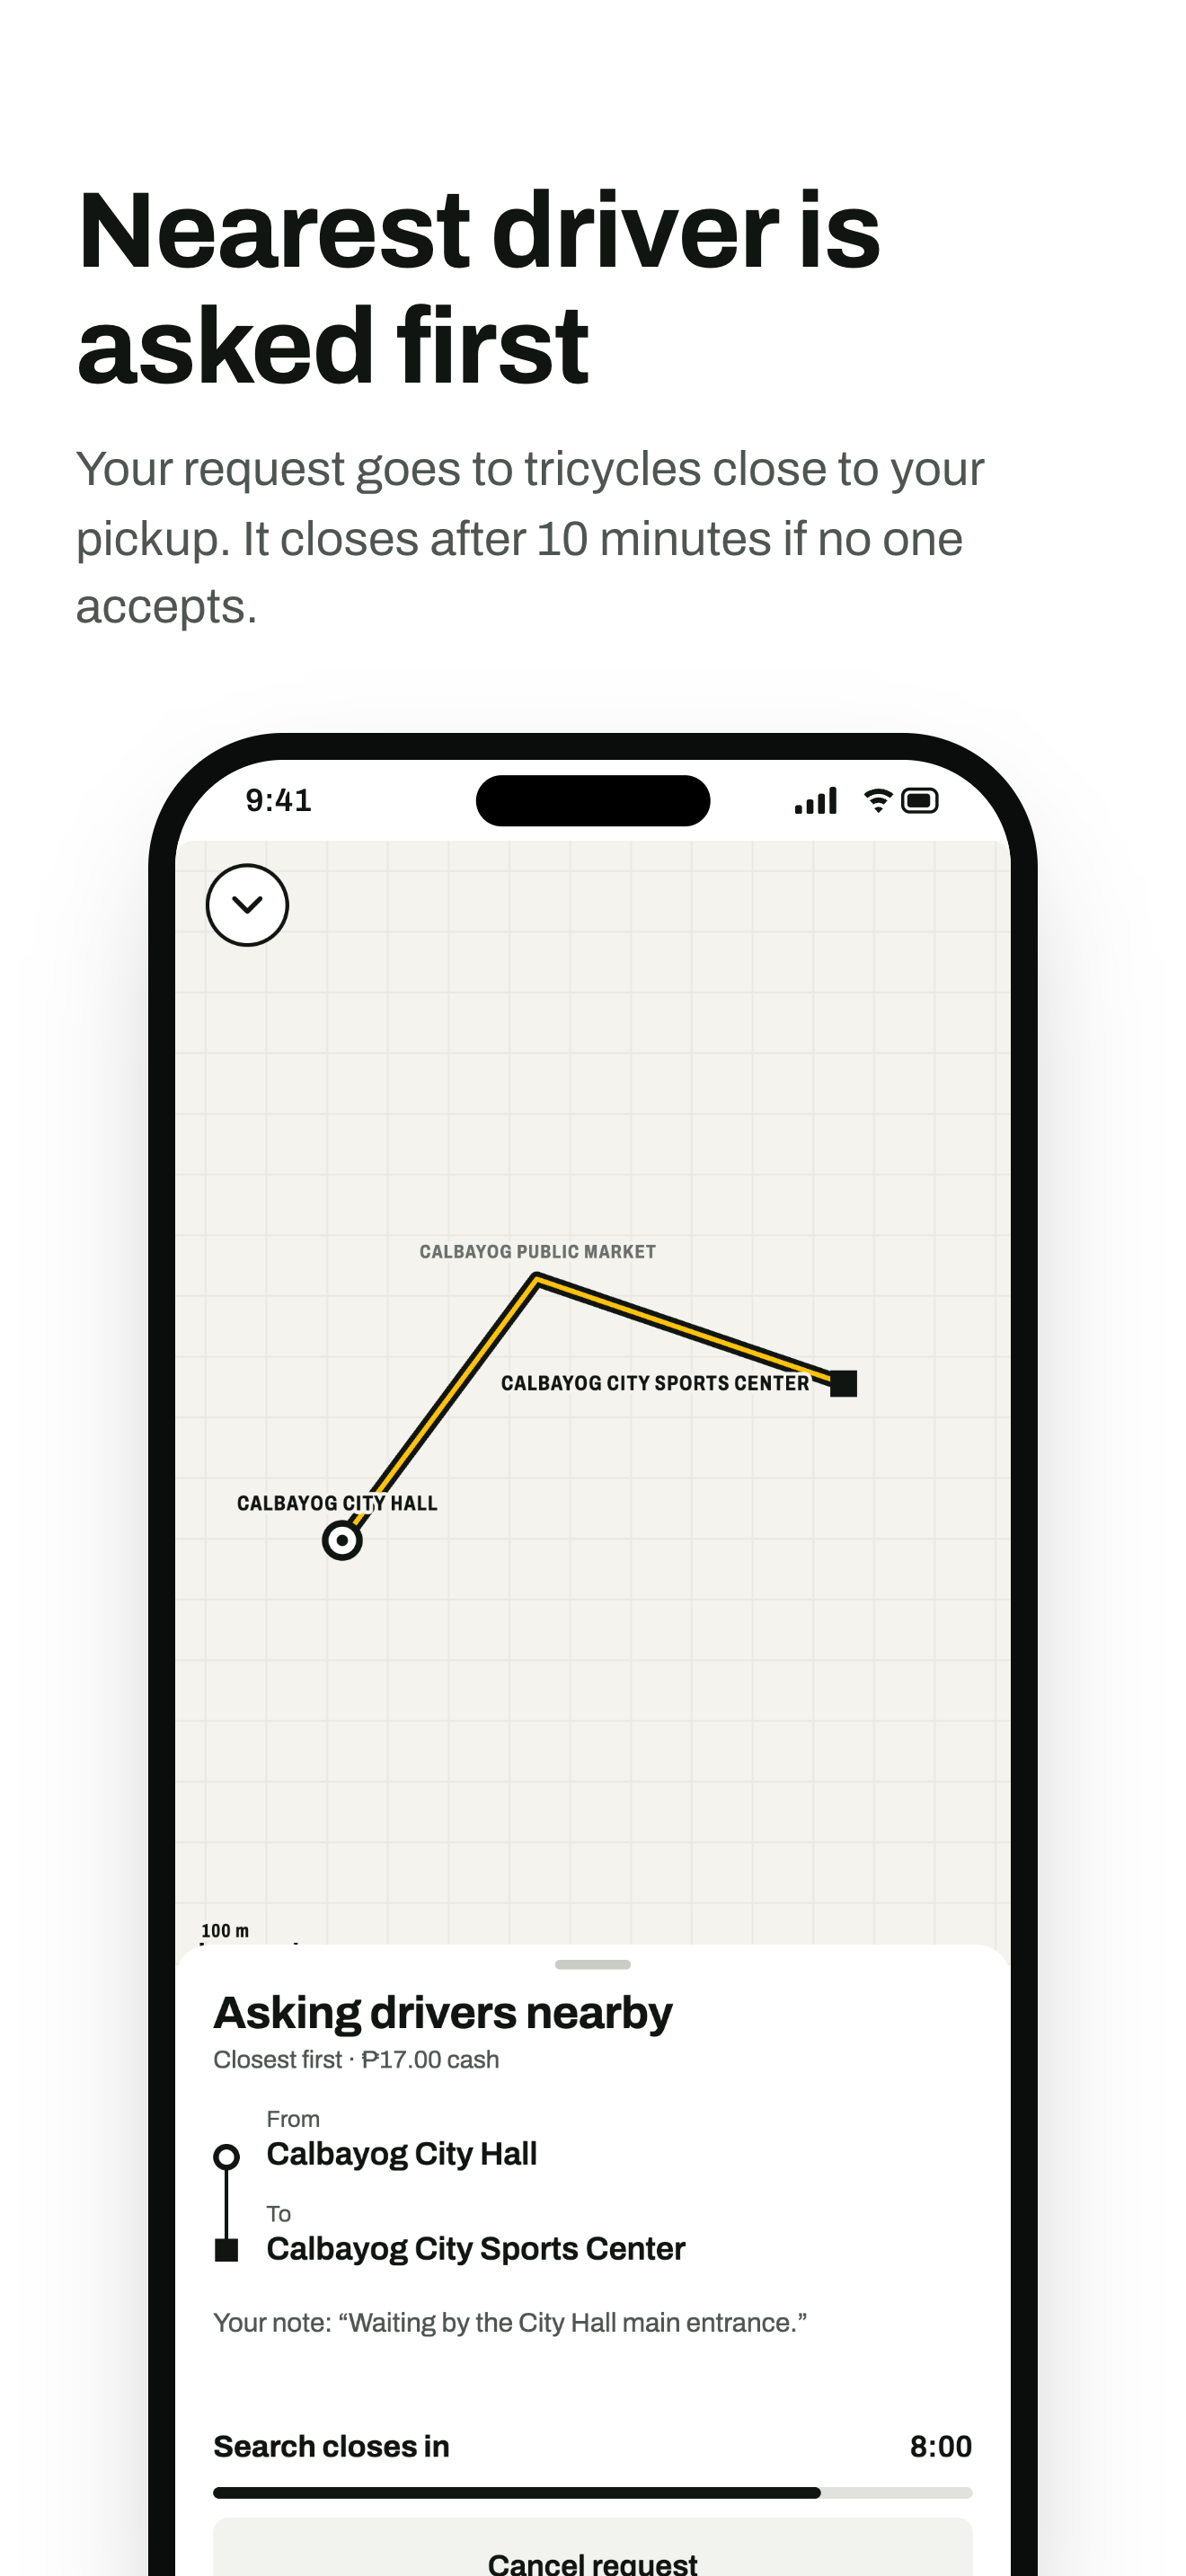 Nearest driver is
asked first
Your request goes to tricycles close to your
pickup. It closes after 10 minutes if no one
accepts.
9:41
CALBAYOG PUBLIC MARKET
CALBAYOG CITY SPORTS CENTER
CALBAYOG CITY HALL
100 m
Asking drivers nearby
Closest first · ₱17.00 cash
From
Calbayog City Hall
To
Calbayog City Sports Center
Your note: “Waiting by the City Hall main entrance.”
Search closes in 8:00
Cancel request